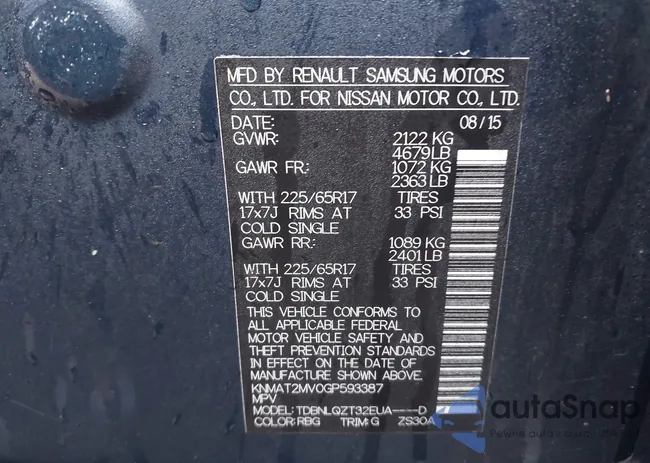 MFD BY RENAULT SAMSUNG MOTORS
CO., LTD. FOR NISSAN MOTOR CO., LTD.
DATE: 08/15
GVWR: 2122 KG
4679 LB
GAWR FR: 1072 KG
2363 LB
WITH 225/65R17 TIRES
17x7J RIMS AT 33 PSI
COLD SINGLE
GAWR RR: 1089 KG
2401 LB
WITH 225/65R17 TIRES
17x7J RIMS AT 33 PSI
COLD SINGLE
THIS VEHICLE CONFORMS TO
ALL APPLICABLE FEDERAL
MOTOR VEHICLE SAFETY AND
THEFT PREVENTION STANDARDS
IN EFFECT ON THE DATE OF
MANUFACTURE SHOWN ABOVE.
KNMAT2MV0GP593387
MPV
MODEL: TDBNLQZT32EUA----D
COLOR: RBG TRIM: G ZS30A
autaSnap
Pewne auta z